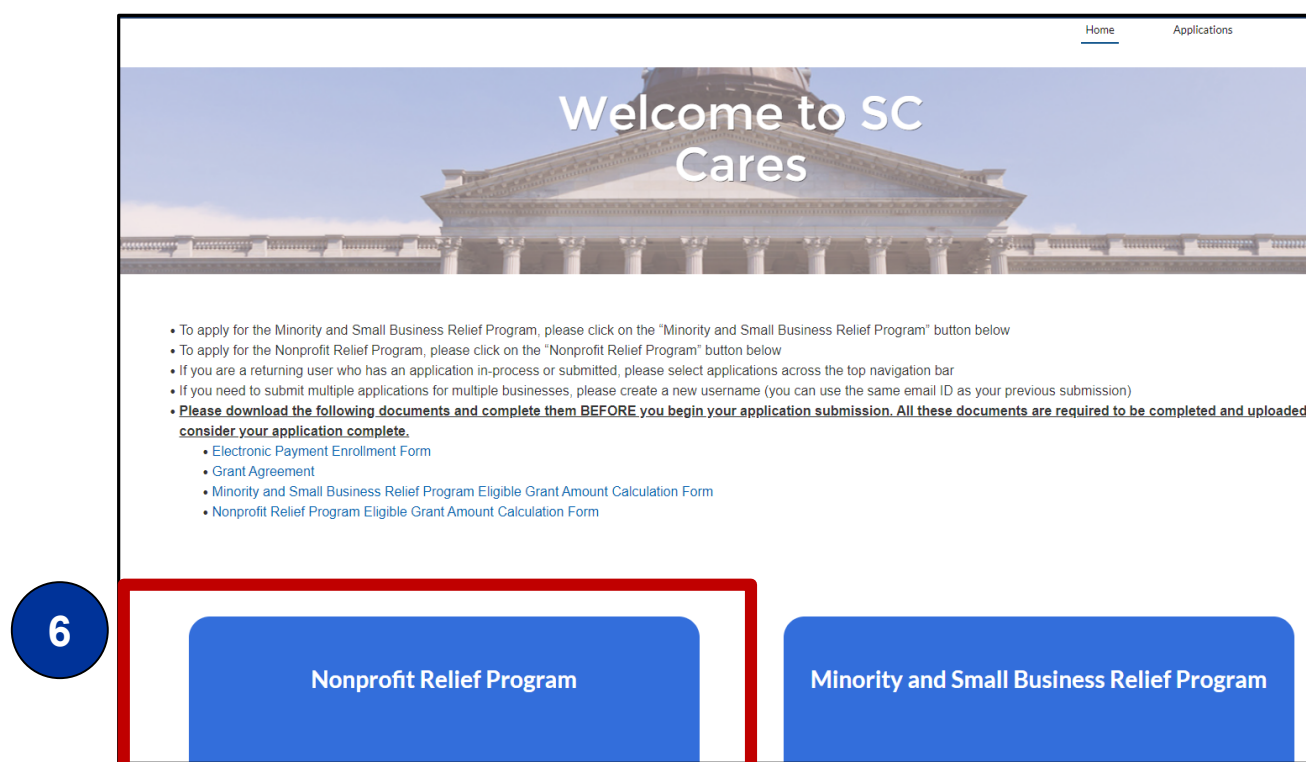 Home Applications
Welcome to SC
Cares
• To apply for the Minority and Small Business Relief Program, please click on the “Minority and Small Business Relief Program” button below
• To apply for the Nonprofit Relief Program, please click on the “Nonprofit Relief Program” button below
• If you are a returning user who has an application in-process or submitted, please select applications across the top navigation bar
• If you need to submit multiple applications for multiple businesses, please create a new username (you can use the same email ID as your previous submission)
• Please download the following documents and complete them BEFORE you begin your application submission. All these documents are required to be completed and uploaded
consider your application complete.
• Electronic Payment Enrollment Form
• Grant Agreement
• Minority and Small Business Relief Program Eligible Grant Amount Calculation Form
• Nonprofit Relief Program Eligible Grant Amount Calculation Form
6
Nonprofit Relief Program
Minority and Small Business Relief Program